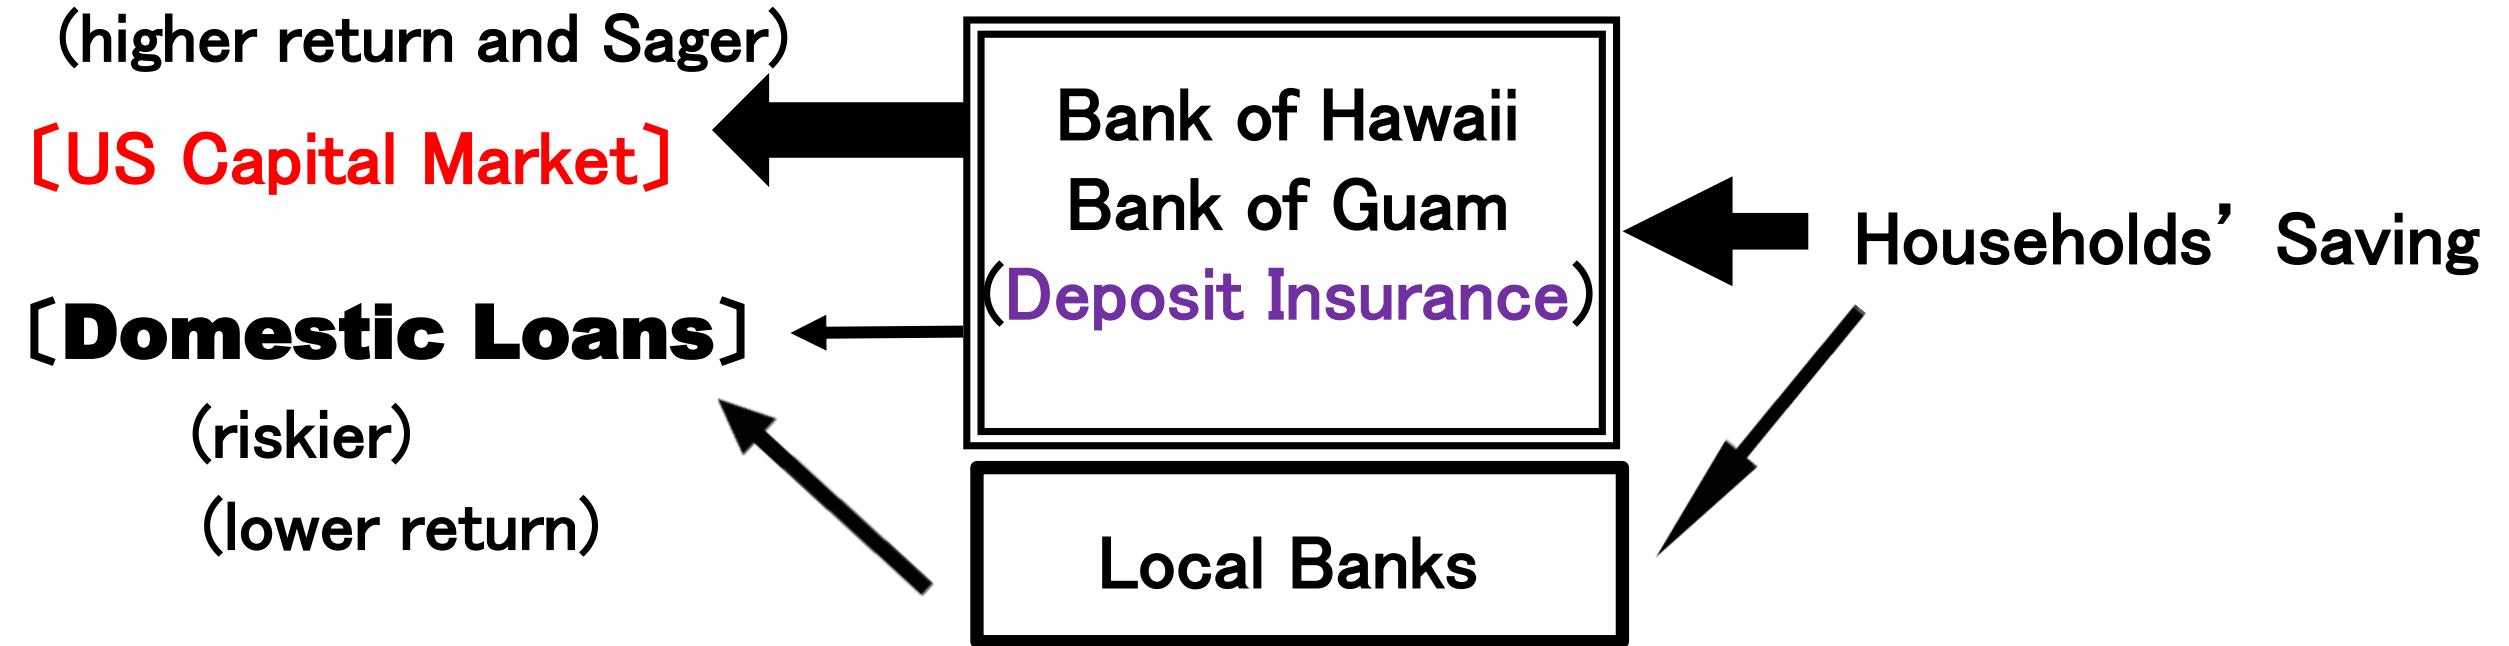 (higher return and Sager)
〔US Capital Market〕
〔Domestic Loans〕
(riskier)
(lower return)
Bank of Hawaii
Bank of Guam
(Deposit Insurance)
Local Banks
Households’ Saving